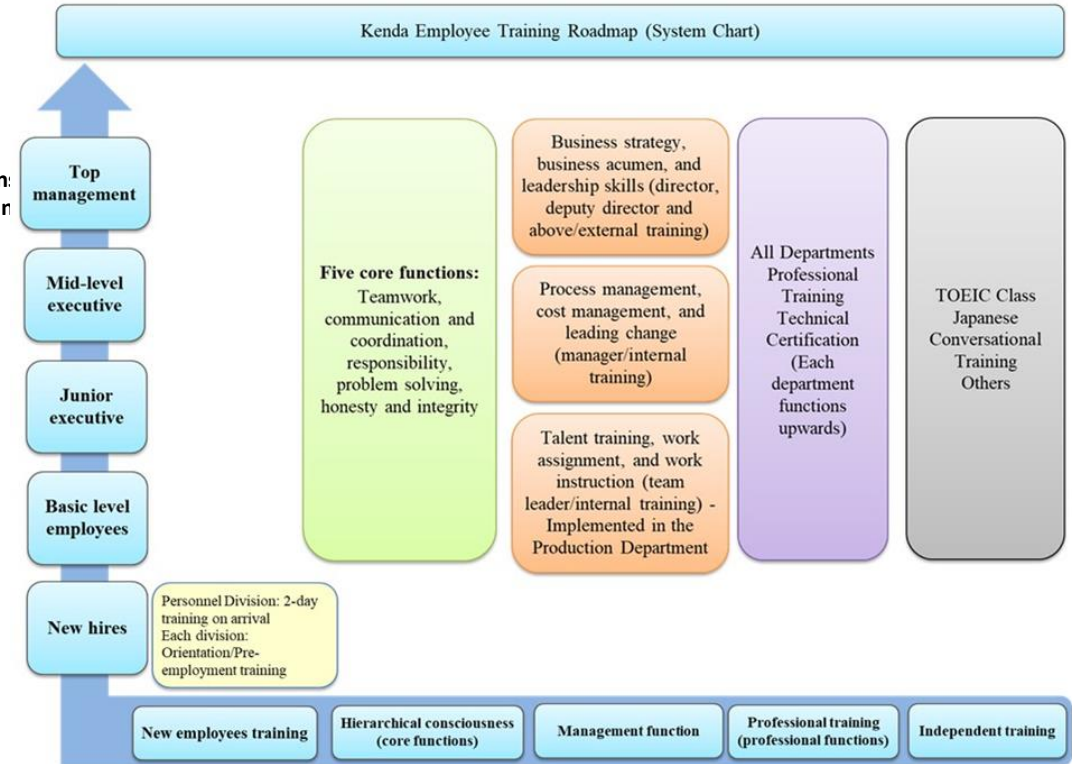 Kenda Employee Training Roadmap (System Chart)
Top
management
Mid-level
executive
Junior
executive
Basic level
employees
New hires
Personnel Division: 2-day
training on arrival
Each division:
Orientation/Pre-
employment training
Five core functions:
Teamwork,
communication and
coordination,
responsibility,
problem solving,
honesty and integrity
Business strategy,
business acumen, and
leadership skills (director,
deputy director and
above/external training)
Process management,
cost management, and
leading change
(manager/internal
training)
Talent training, work
assignment, and work
instruction (team
leader/internal training) -
Implemented in the
Production Department
All Departments
Professional
Training
Technical
Certification
(Each
department
functions
upwards)
TOEIC Class
Japanese
Conversational
Training
Others
New employees training
Hierarchical consciousness
(core functions)
Management function
Professional training
(professional functions)
Independent training